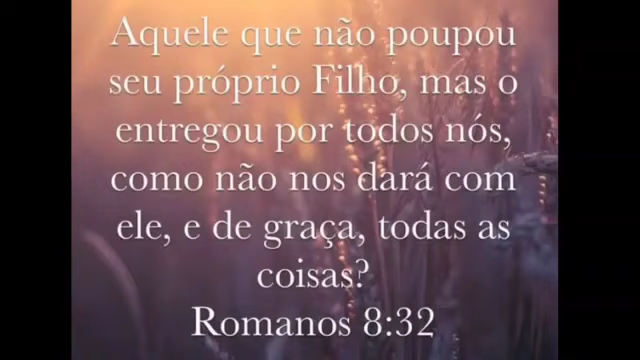 Aquele que não poupou
seu próprio Filho, mas o
entregou por todos nós,
como não nos dará com
ele, e de graça, todas as
coisas?
Romanos 8:32